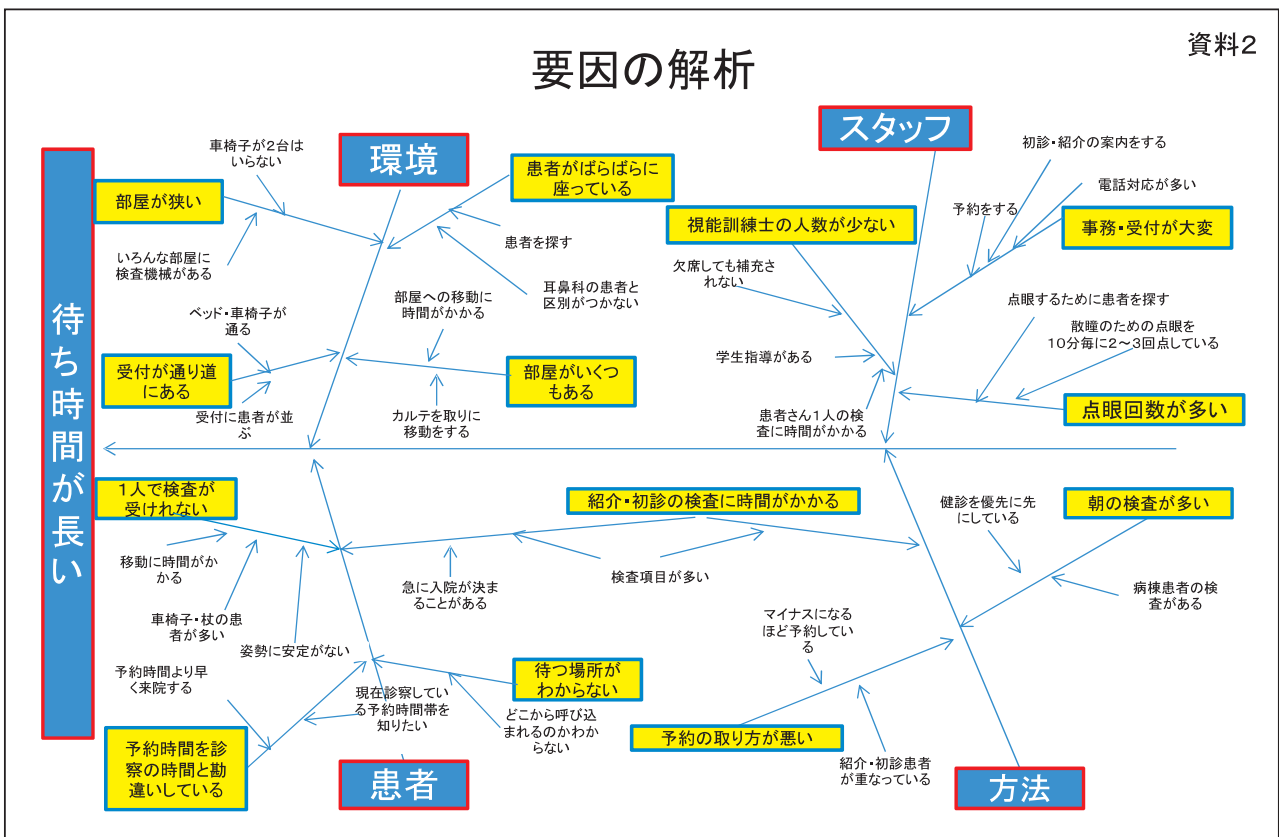 資料2
要因の解析
待ち時間が長い
環境
スタッフ
車椅子が2台は
いらない
部屋が狭い
いろんな部屋に
検査機械がある
患者がばらばらに
座っている
患者を探す
耳鼻科の患者と
区別がつかない
ベッド・車椅子が
通る
受付が通り道
にある
受付に患者が並
ぶ
部屋への移動に
時間がかかる
部屋がいくつ
もある
カルテを取りに
移動をする
視能訓練士の人数が少ない
欠席しても補充さ
れない
学生指導がある
患者さん1人の検
査に時間がかかる
初診・紹介の案内をする
電話対応が多い
予約をする
事務・受付が大変
点眼するために患者を探す
散瞳のための点眼を
10分毎に2～3回点している
点眼回数が多い
1人で検査が
受けれない
移動に時間がか
かる
車椅子・杖の患
者が多い
姿勢に安定がない
紹介・初診の検査に時間がかかる
急に入院が決ま
ることがある
検査項目が多い
予約時間より早
く来院する
現在診察してい
る予約時間帯を
知りたい
待つ場所が
わからない
どこから呼び込
まれるのかわか
らない
予約時間を診
察の時間と勘
違いしている
患者
健診を優先に先
にしている
朝の検査が多い
病棟患者の検
査がある
マイナスになる
ほど予約してい
る
予約の取り方が悪い
紹介・初診患者
が重なっている
方法